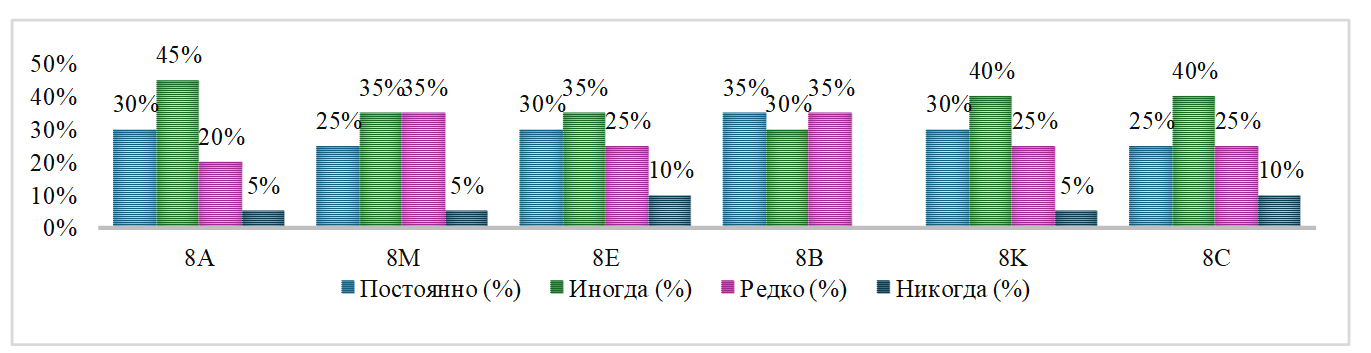 45%
50%
40%
40%
35%
35%
35%
35%
35%
40%
30%
30%
30%
30%
25%
25%
25%
25%
25%
30%
20%
20%
10%
10%
5%
5%
5%
10%
0%
8А
8М
8Е
8В
8К
8С
Постоянно (%)
Иногда (%)
Редко (%)
Никогда (%)